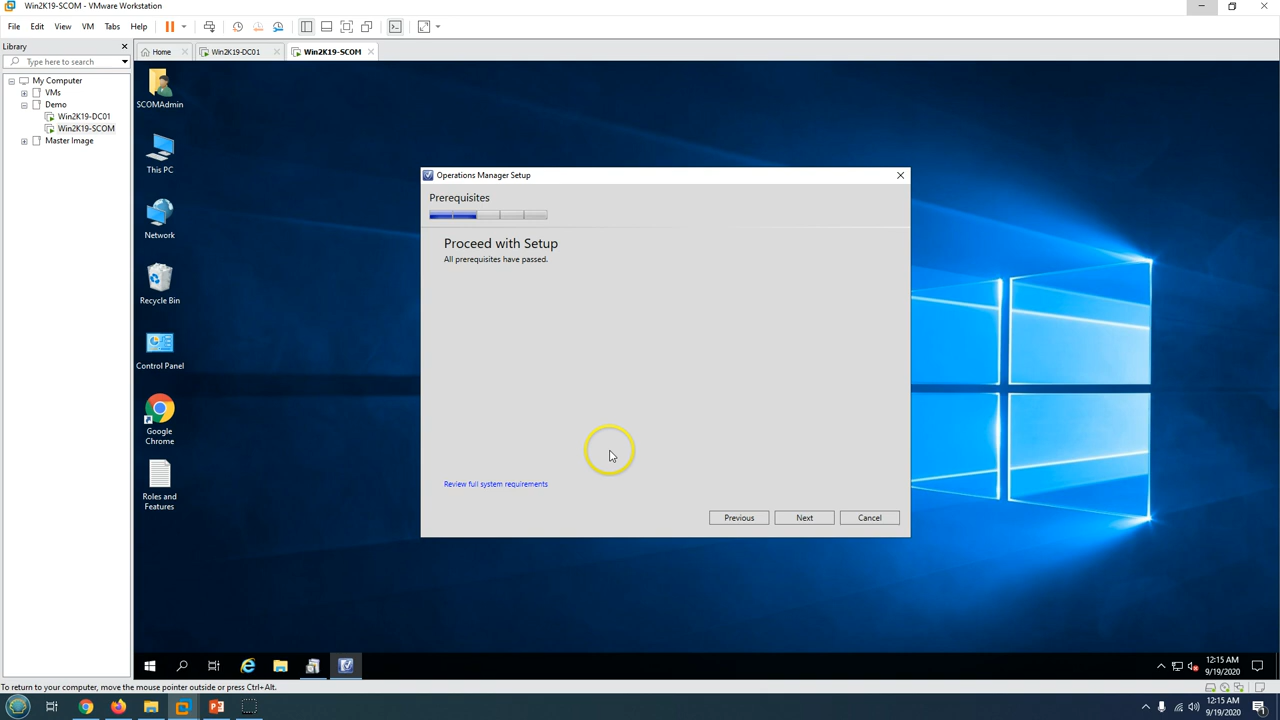 Win2K19-SCOM - VMware Workstation
File Edit View VM Tabs Help
Library
Type here to search
My Computer
VMs
Demo
Win2K19-DC01
Win2K19-SCOM
Master Image
Home
Win2K19-DC01
Win2K19-SCOM
SCOMAdmin
This PC
Network
Recycle Bin
Control Panel
Google
Chrome
Roles and
Features
Operations Manager Setup
Prerequisites
Proceed with Setup
All prerequisites have passed.
Review full system requirements
Previous Next Cancel
12:15 AM
9/19/2020
To return to your computer, move the mouse pointer outside or press Ctrl+Alt.
12:15 AM
9/19/2020